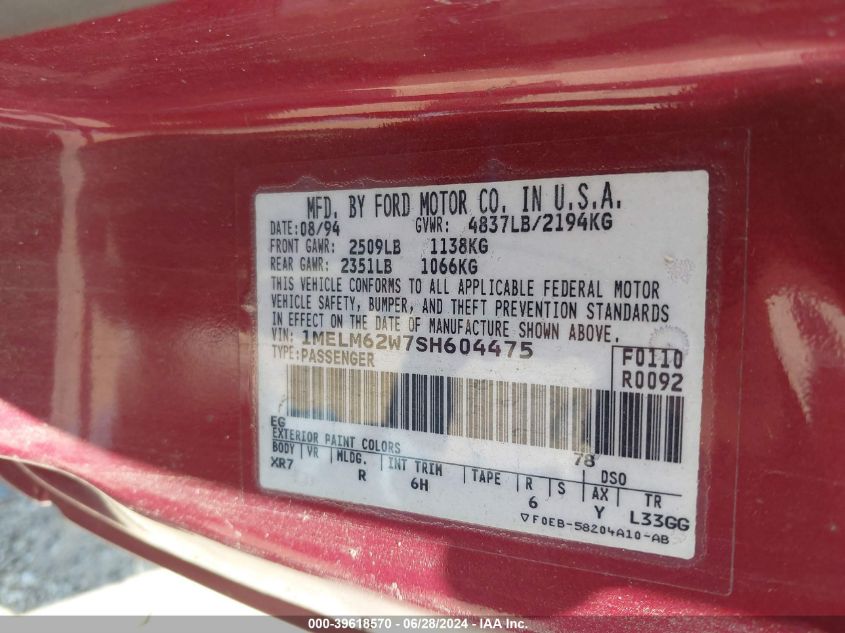 MFD. BY FORD MOTOR CO. IN U.S.A.
DATE: 08/94 GVWR: 4837LB/2194KG
FRONT GAWR: 2509LB 1138KG
REAR GAWR: 2351LB 1066KG
THIS VEHICLE CONFORMS TO ALL APPLICABLE FEDERAL MOTOR
VEHICLE SAFETY, BUMPER, AND THEFT PREVENTION STANDARDS
IN EFFECT ON THE DATE OF MANUFACTURE SHOWN ABOVE.
VIN: 1MELM62W7SH604475
TYPE: PASSENGER
F0110
R0092
EG 78
EXTERIOR PAINT COLORS DSO
BODY VR MLDG. INT TRIM TAPE R S AX TR
XR7 R 6H 6 Y L33GG
▽F0EB-58204A10-AB
000-39618570 - 06/28/2024 - IAA Inc.